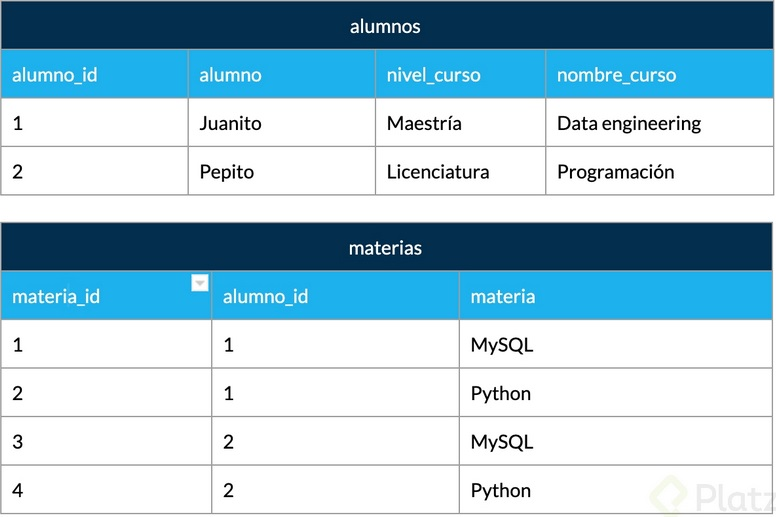 alumnos
alumno_id alumno nivel_curso nombre_curso
1 Juanito Maestría Data engineering
2 Pepito Licenciatura Programación
materias
materia_id alumno_id materia
1 1 MySQL
2 1 Python
3 2 MySQL
4 2 Python
Platz